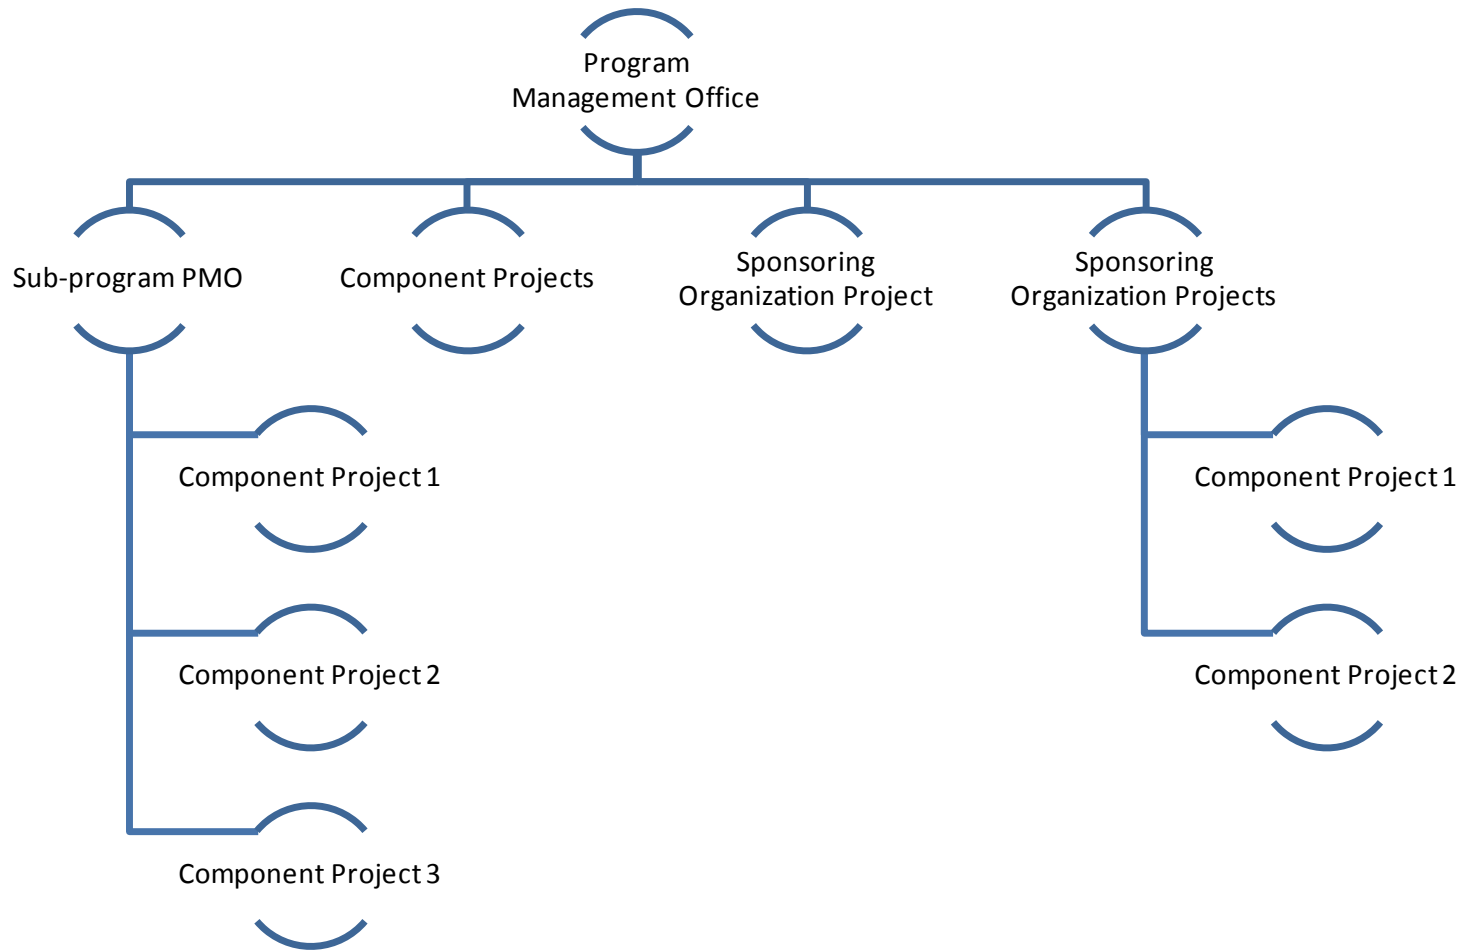 Program
Management Office
Sub-program PMO
Component Projects
Sponsoring
Organization Project
Sponsoring
Organization Projects
Component Project 1
Component Project 2
Component Project 3
Component Project 1
Component Project 2